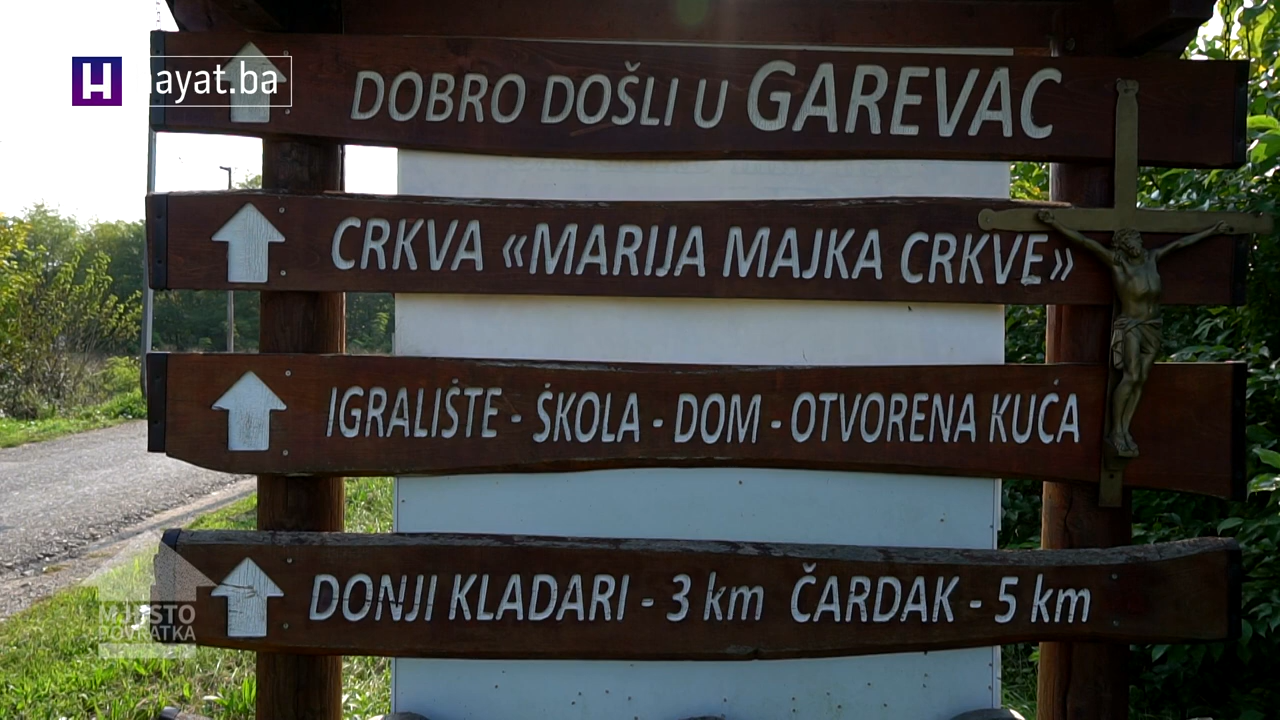 H hayat.ba
DOBRO DOŠLI U GAREVAC
CRKVA «MARIJA MAJKA CRKVE»
IGRALIŠTE - ŠKOLA - DOM - OTVORENA KUĆA
DONJI KLADARI - 3 km ČARDAK - 5 km
MJESTO
POVRATKA